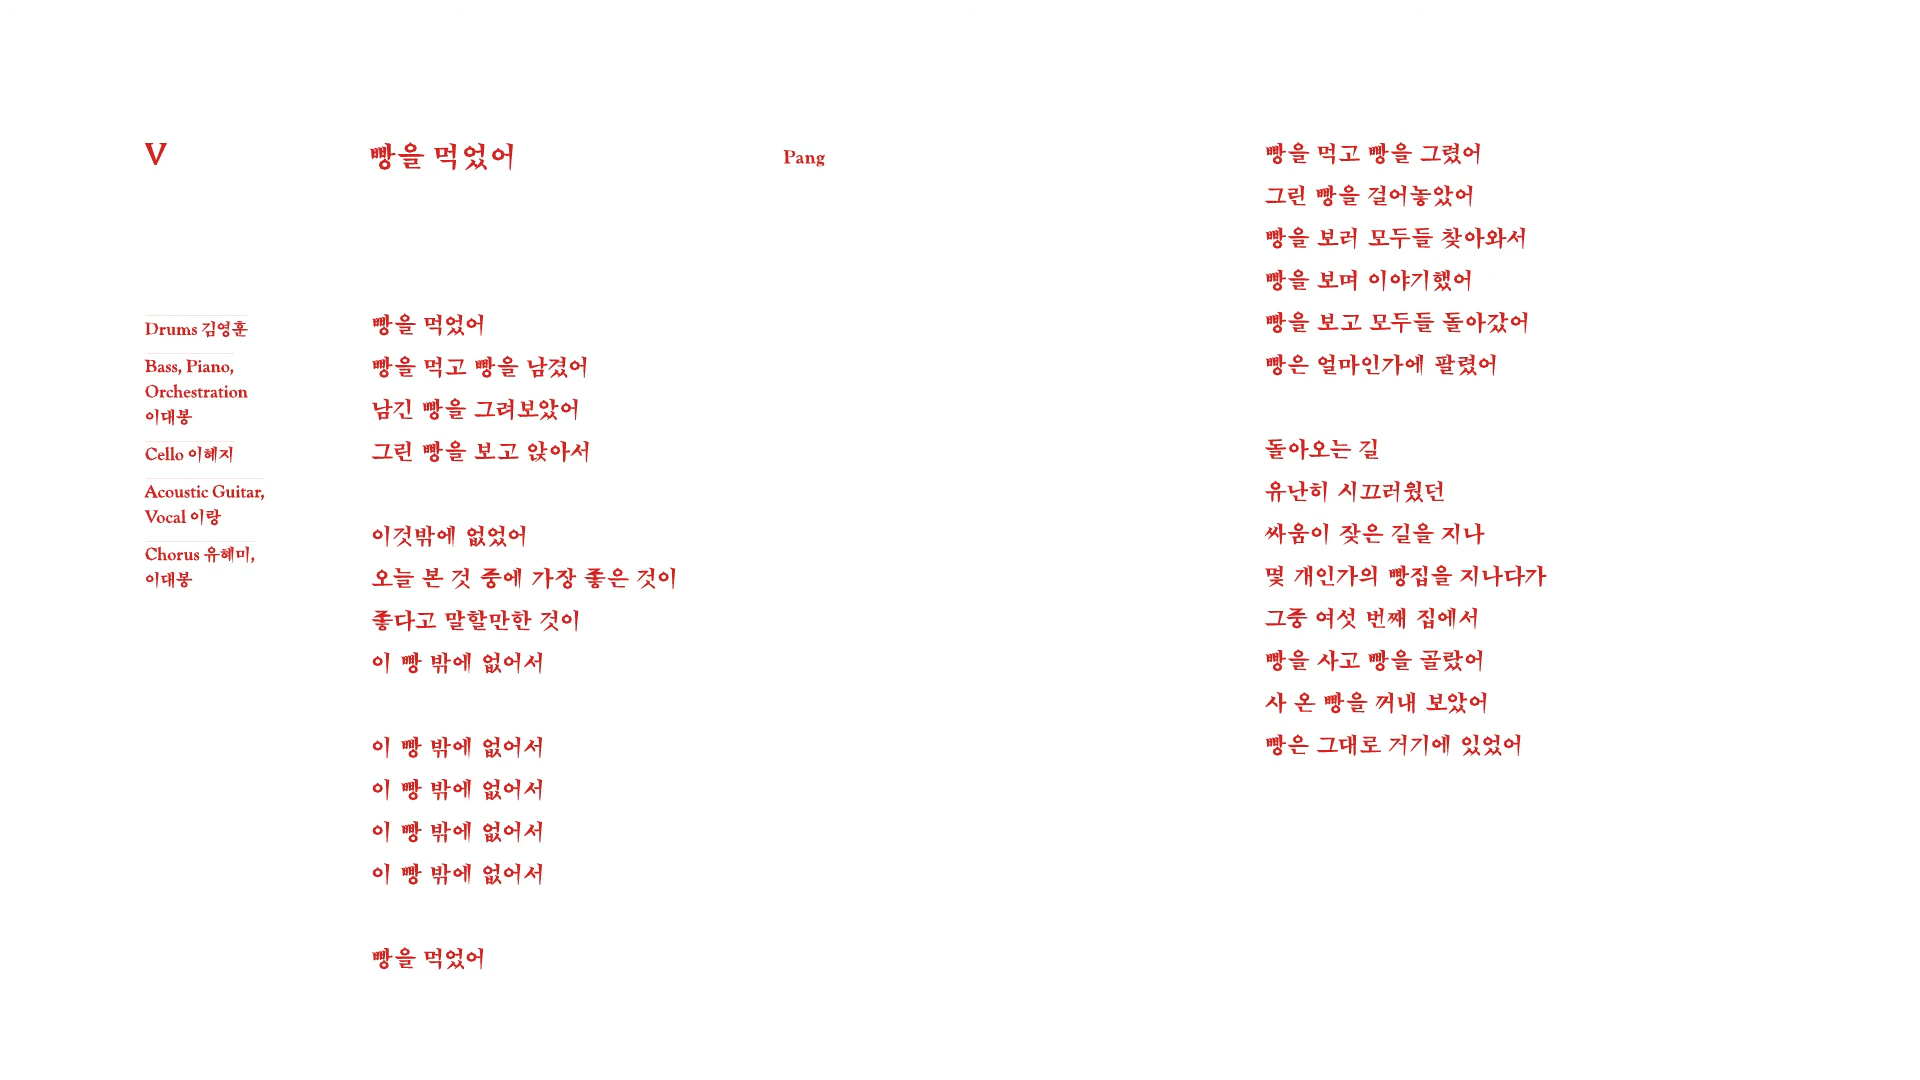 V
빵을 먹었어
Pang
Drums 김영훈
Bass, Piano,
Orchestration
이대봉
Cello 이혜지
Acoustic Guitar,
Vocal 이랑
Chorus 유혜미,
이대봉
빵을 먹었어
빵을 먹고 빵을 남겼어
남긴 빵을 그려보았어
그린 빵을 보고 앉아서
이것밖에 없었어
오늘 본 것 중에 가장 좋은 것이
좋다고 말할만한 것이
이 빵 밖에 없어서
이 빵 밖에 없어서
이 빵 밖에 없어서
이 빵 밖에 없어서
이 빵 밖에 없어서
빵을 먹었어
빵을 먹고 빵을 그렸어
그린 빵을 걸어놓았어
빵을 보러 모두들 찾아와서
빵을 보며 이야기했어
빵을 보고 모두들 돌아갔어
빵은 얼마인가에 팔렸어
돌아오는 길
유난히 시끄러웠던
싸움이 잦은 길을 지나
몇 개인가의 빵집을 지나다가
그중 여섯 번째 집에서
빵을 사고 빵을 골랐어
사 온 빵을 꺼내 보았어
빵은 그대로 거기에 있었어